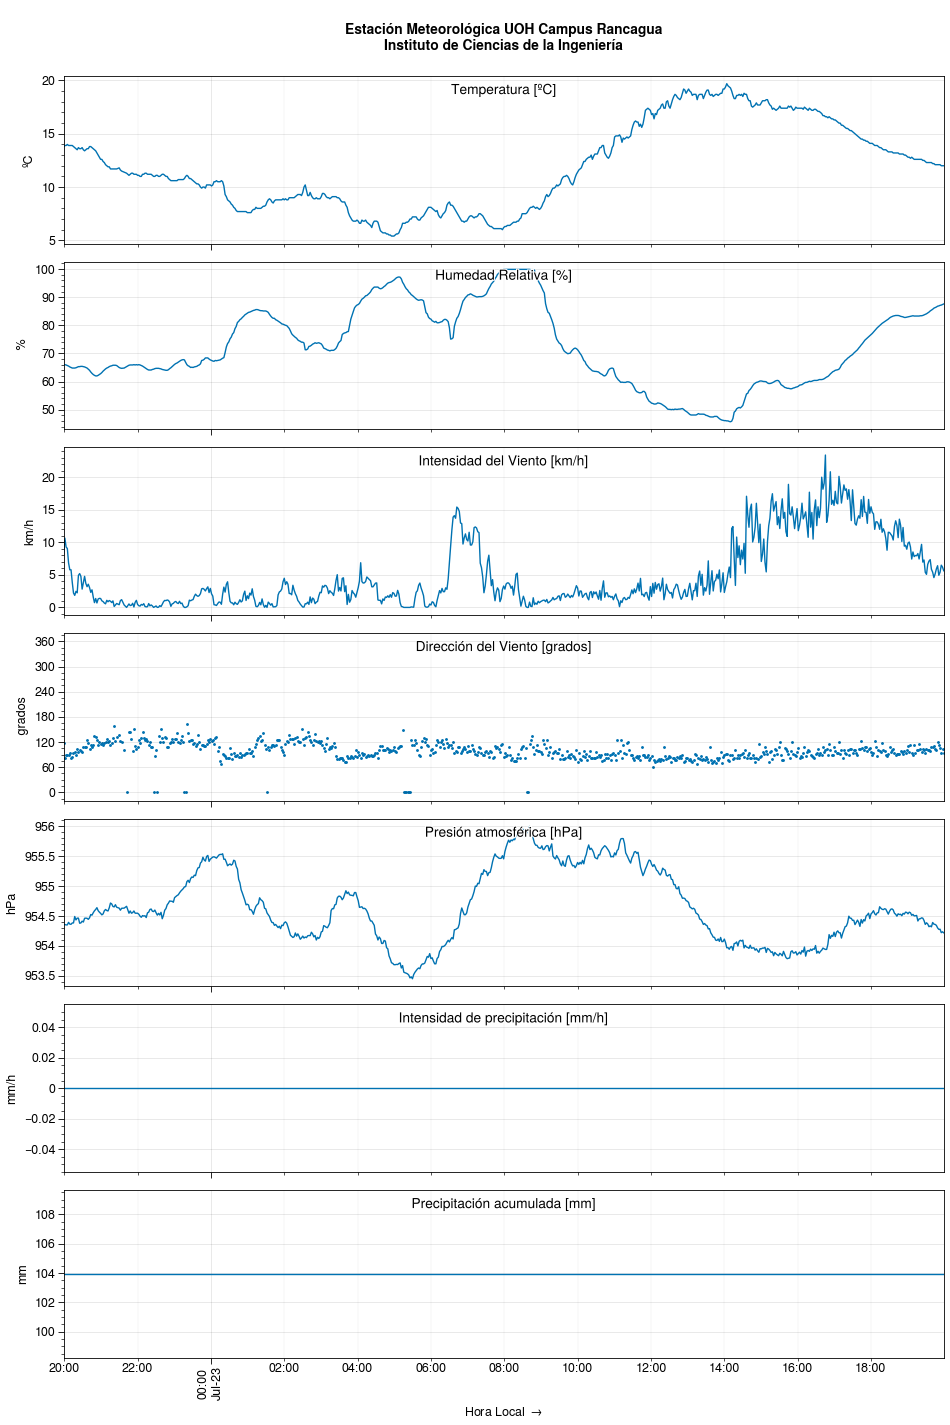 Estación Meteorológica UOH Campus Rancagua
Instituto de Ciencias de la Ingeniería
Temperatura [ºC]
ºC
20
15
10
5
Humedad Relativa [%]
%
100
90
80
70
60
50
Intensidad del Viento [km/h]
km/h
20
15
10
5
0
Dirección del Viento [grados]
grados
360
300
240
180
120
60
0
Presión atmosférica [hPa]
hPa
956
955.5
955
954.5
954
953.5
Intensidad de precipitación [mm/h]
mm/h
0.04
0.02
0
−0.02
−0.04
Precipitación acumulada [mm]
mm
108
106
104
102
100
20:00 22:00 00:00 02:00 04:00 06:00 08:00 10:00 12:00 14:00 16:00 18:00
Jul-23
Hora Local →